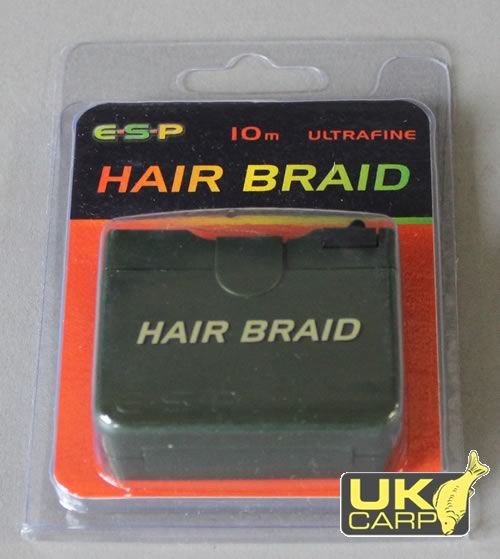 E-S-P 10m ULTRAFINE
HAIR BRAID
HAIR BRAID
E-S-P
UK
CARP